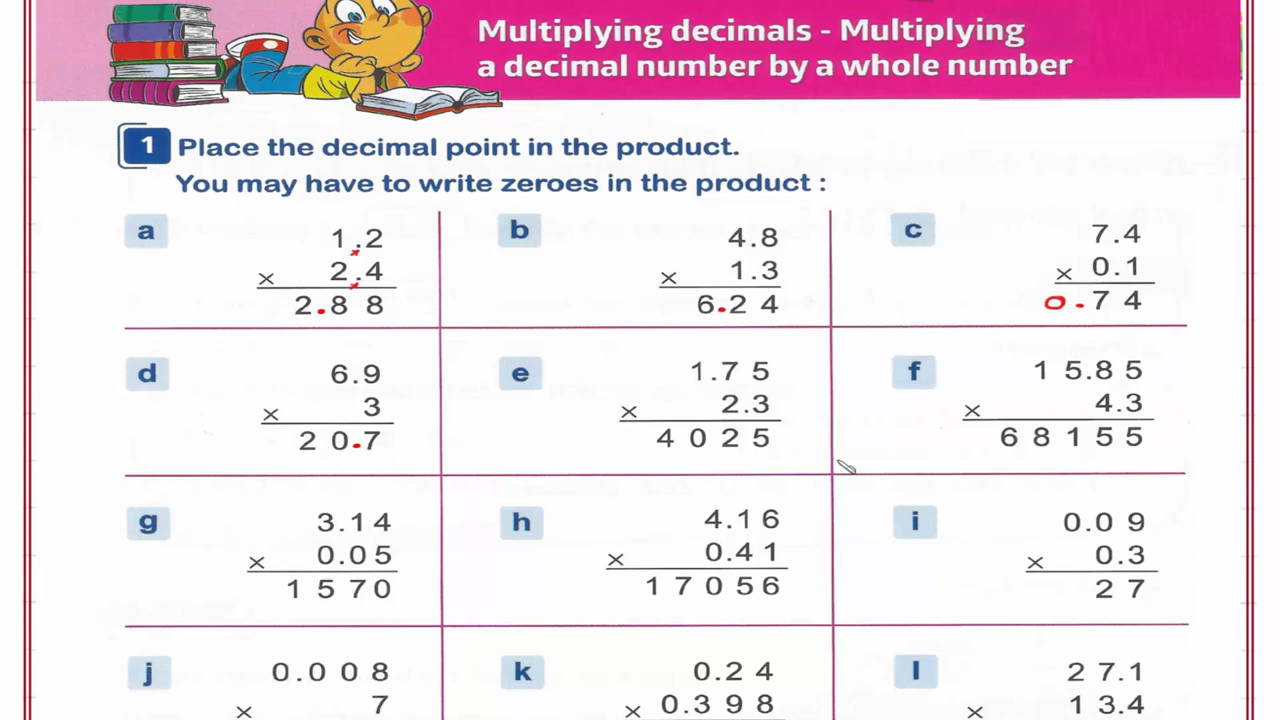 Multiplying decimals - Multiplying
a decimal number by a whole number
1 Place the decimal point in the product.
You may have to write zeroes in the product :
a
1.2
× 2.4
2.88
b
4.8
× 1.3
6.24
c
7.4
× 0.1
0.74
d
6.9
× 3
20.7
e
1.75
× 2.3
4025
f
15.85
× 4.3
68155
g
3.14
× 0.05
1570
h
4.16
× 0.41
17056
i
0.09
× 0.3
27
j
0.008
× 7
k
0.24
× 0.398
l
27.1
× 13.4